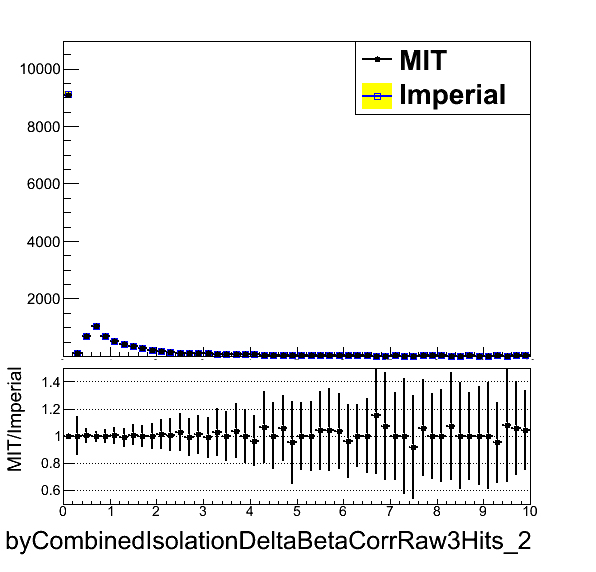 MIT
Imperial
10000
8000
6000
4000
2000
MIT/Imperial
1.4
1.2
1
0.8
0.6
0 1 2 3 4 5 6 7 8 9 10
byCombinedIsolationDeltaBetaCorrRaw3Hits_2